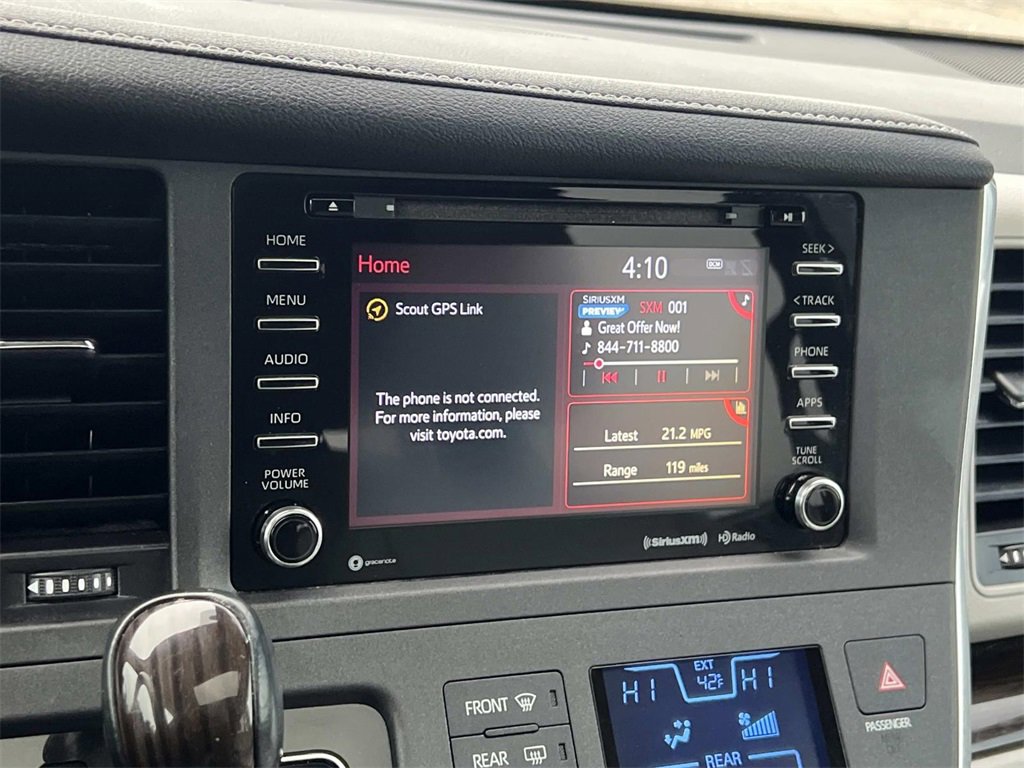 HOME
MENU
AUDIO
INFO
POWER
VOLUME
Home
4:10
DCM
Scout GPS Link
The phone is not connected.
For more information, please
visit toyota.com.
SIRIUSXM
PREVIEW
SXM 001
Great Offer Now!
844-711-8800
Latest 21.2 MPG
Range 119 miles
SEEK >
< TRACK
PHONE
APPS
TUNE
SCROLL
gracenote
((SiriusXM))
HD Radio
FRONT
REAR
HI
EXT
42°F
HI
REAR
PASSENGER